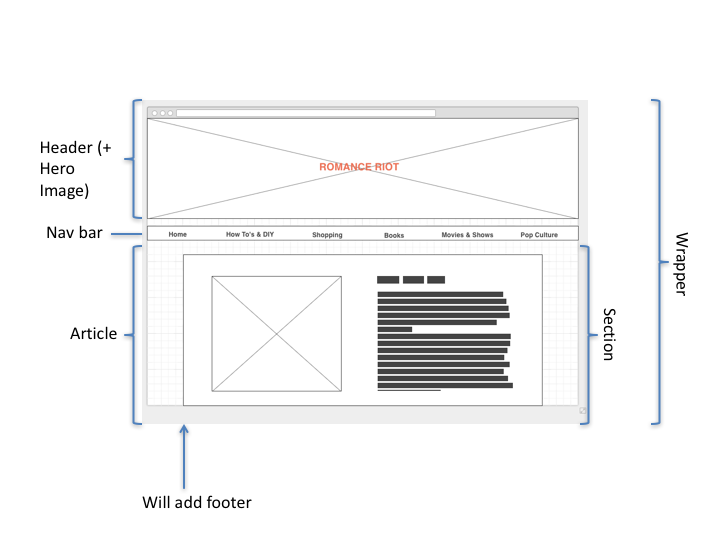 Header (+
Hero
Image)
ROMANCE RIOT
Nav bar
Home How To's & DIY Shopping Books Movies & Shows Pop Culture
Article
Section
Wrapper
Will add footer